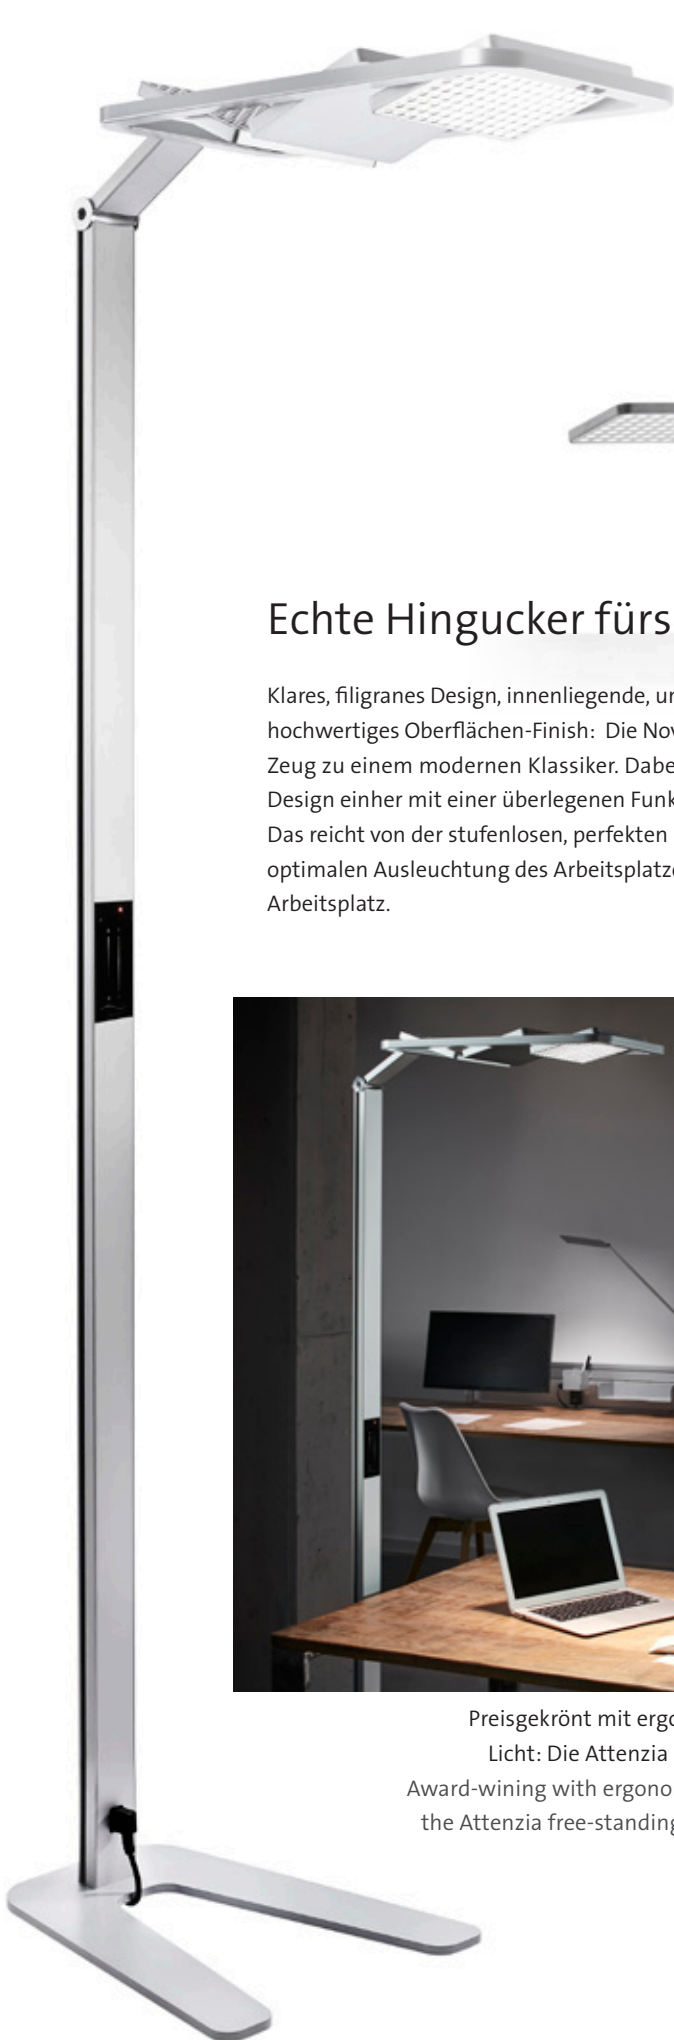 Echte Hingucker fürs
Klares, filigranes Design, innenliegende, un
hochwertiges Oberflächen-Finish: Die Nov
Zeug zu einem modernen Klassiker. Dabe
Design einher mit einer überlegenen Funk
Das reicht von der stufenlosen, perfekten
optimalen Ausleuchtung des Arbeitsplatze
Arbeitsplatz.
Preisgekrönt mit ergo
Licht: Die Attenzia
Award-wining with ergono
the Attenzia free-standing